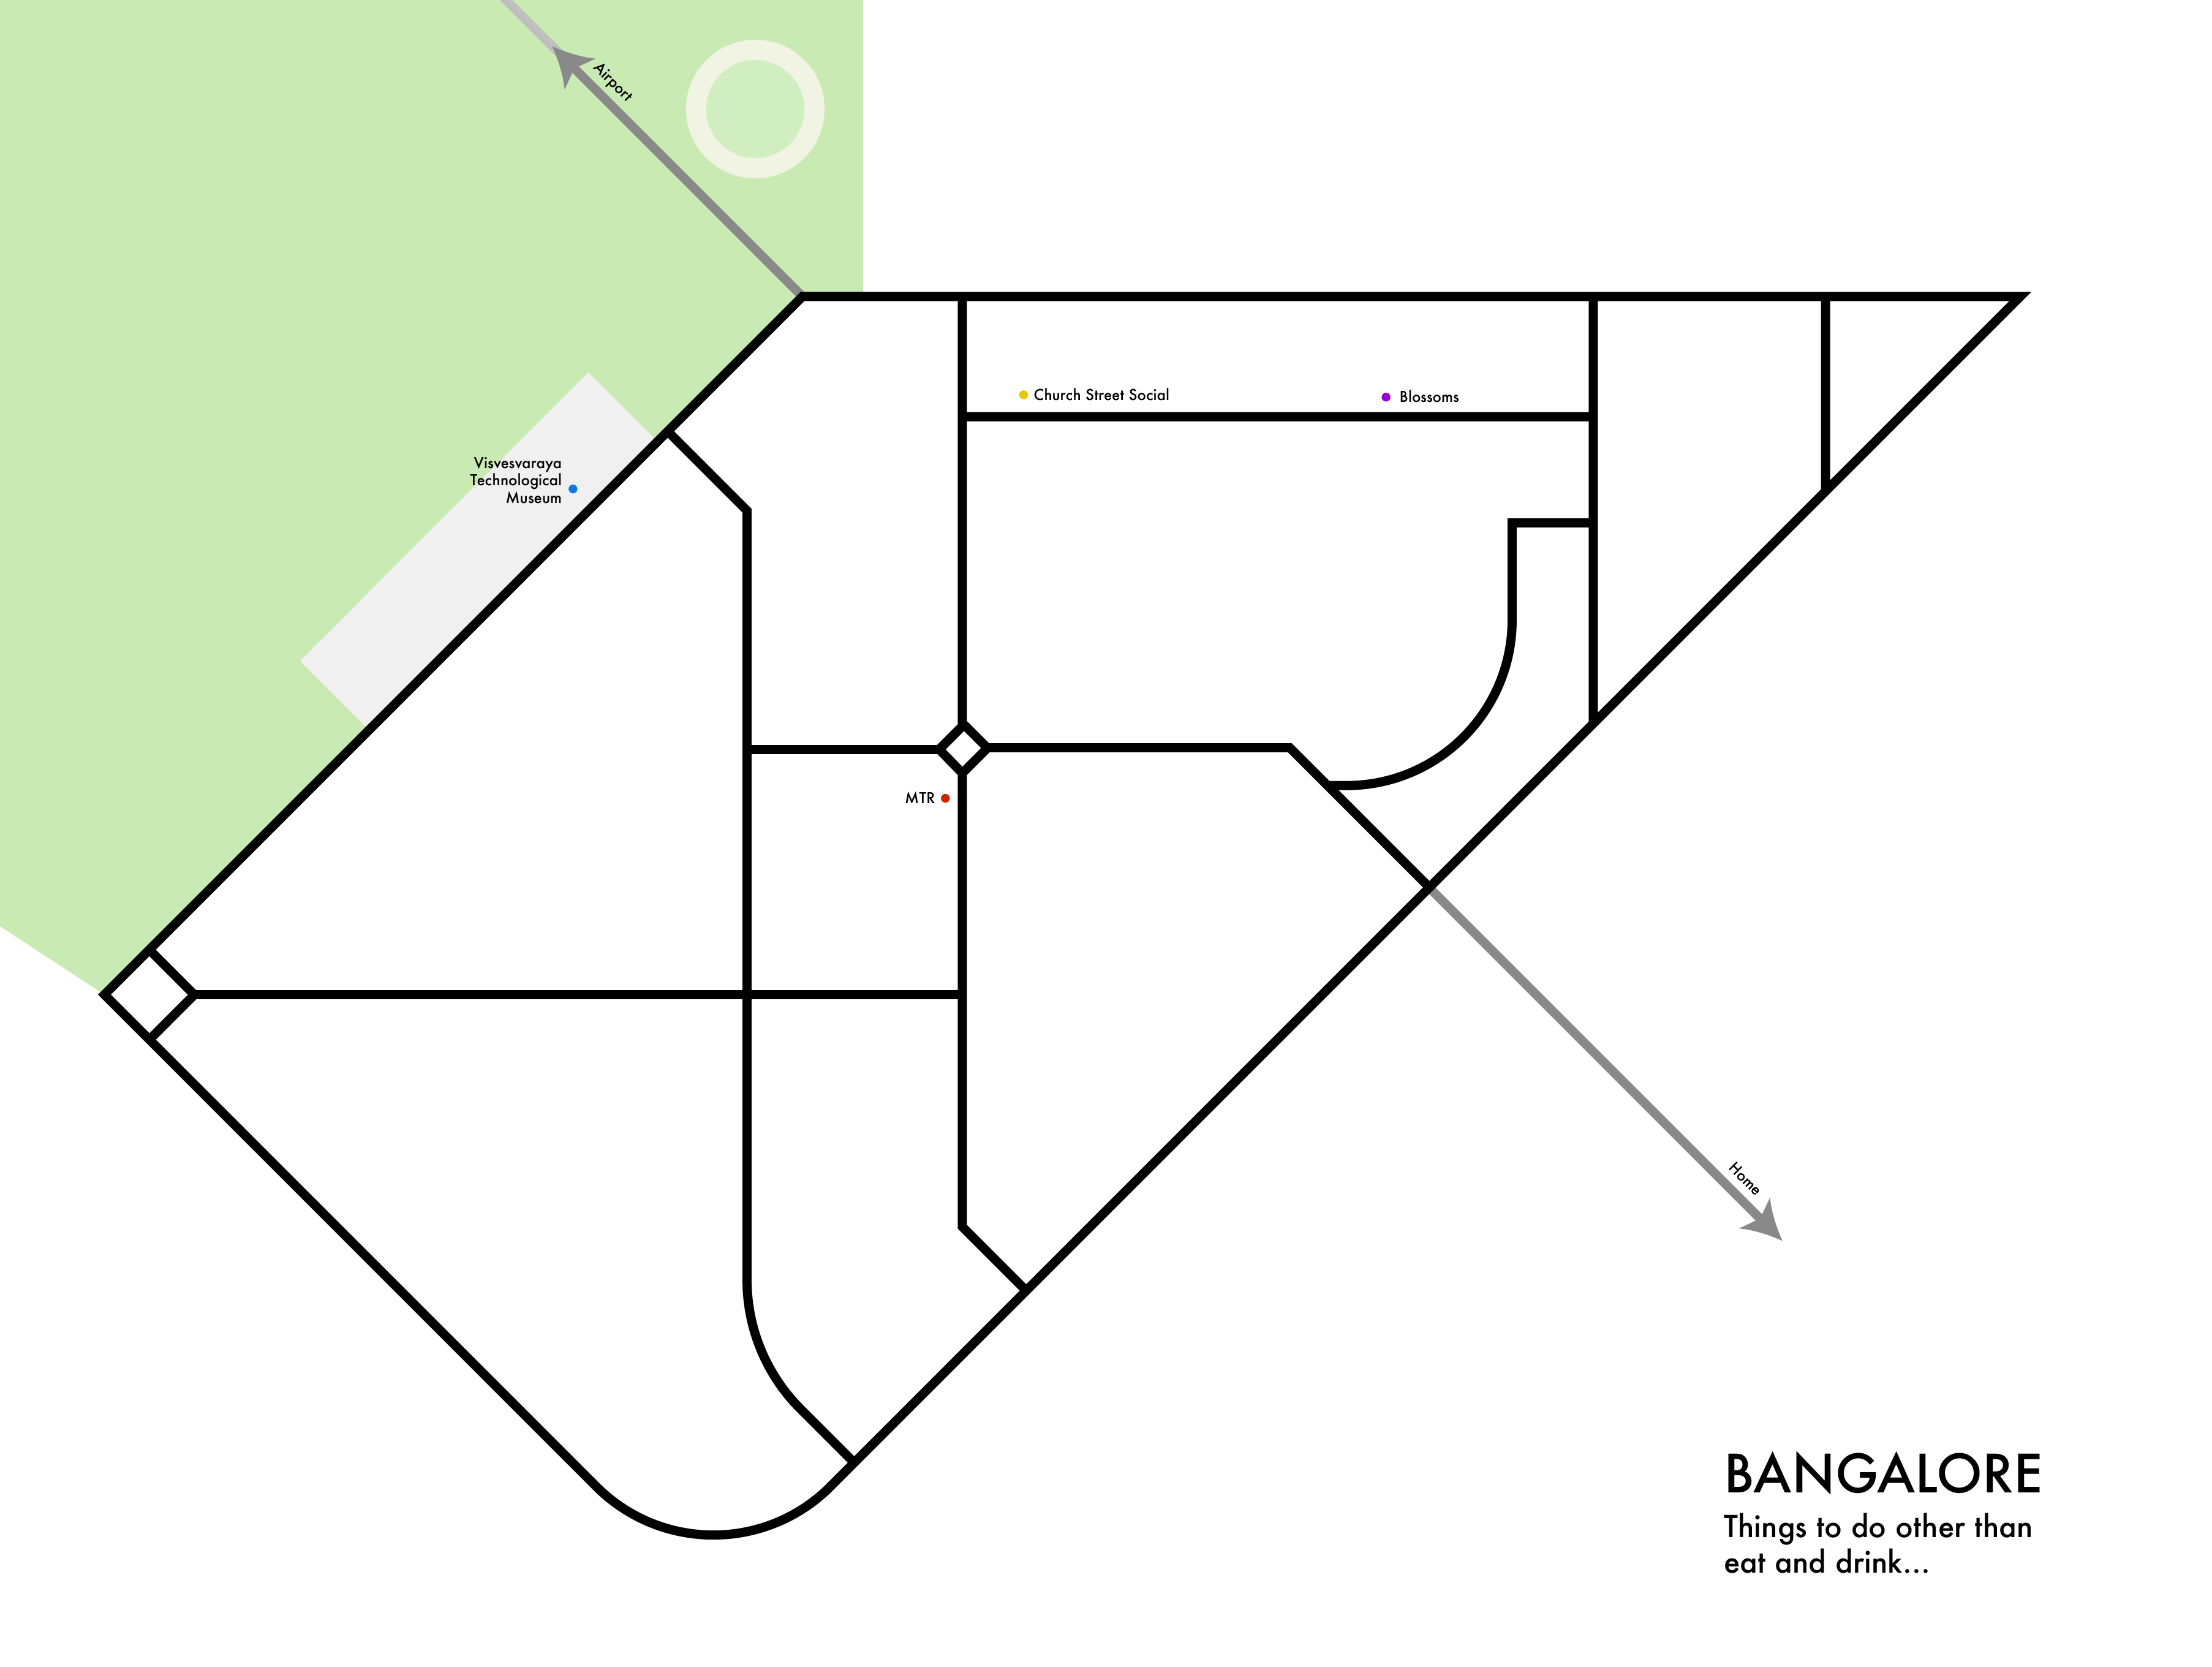 Airport
Church Street Social
Blossoms
Visvesvaraya
Technological
Museum
MTR
Home
BANGALORE
Things to do other than
eat and drink...